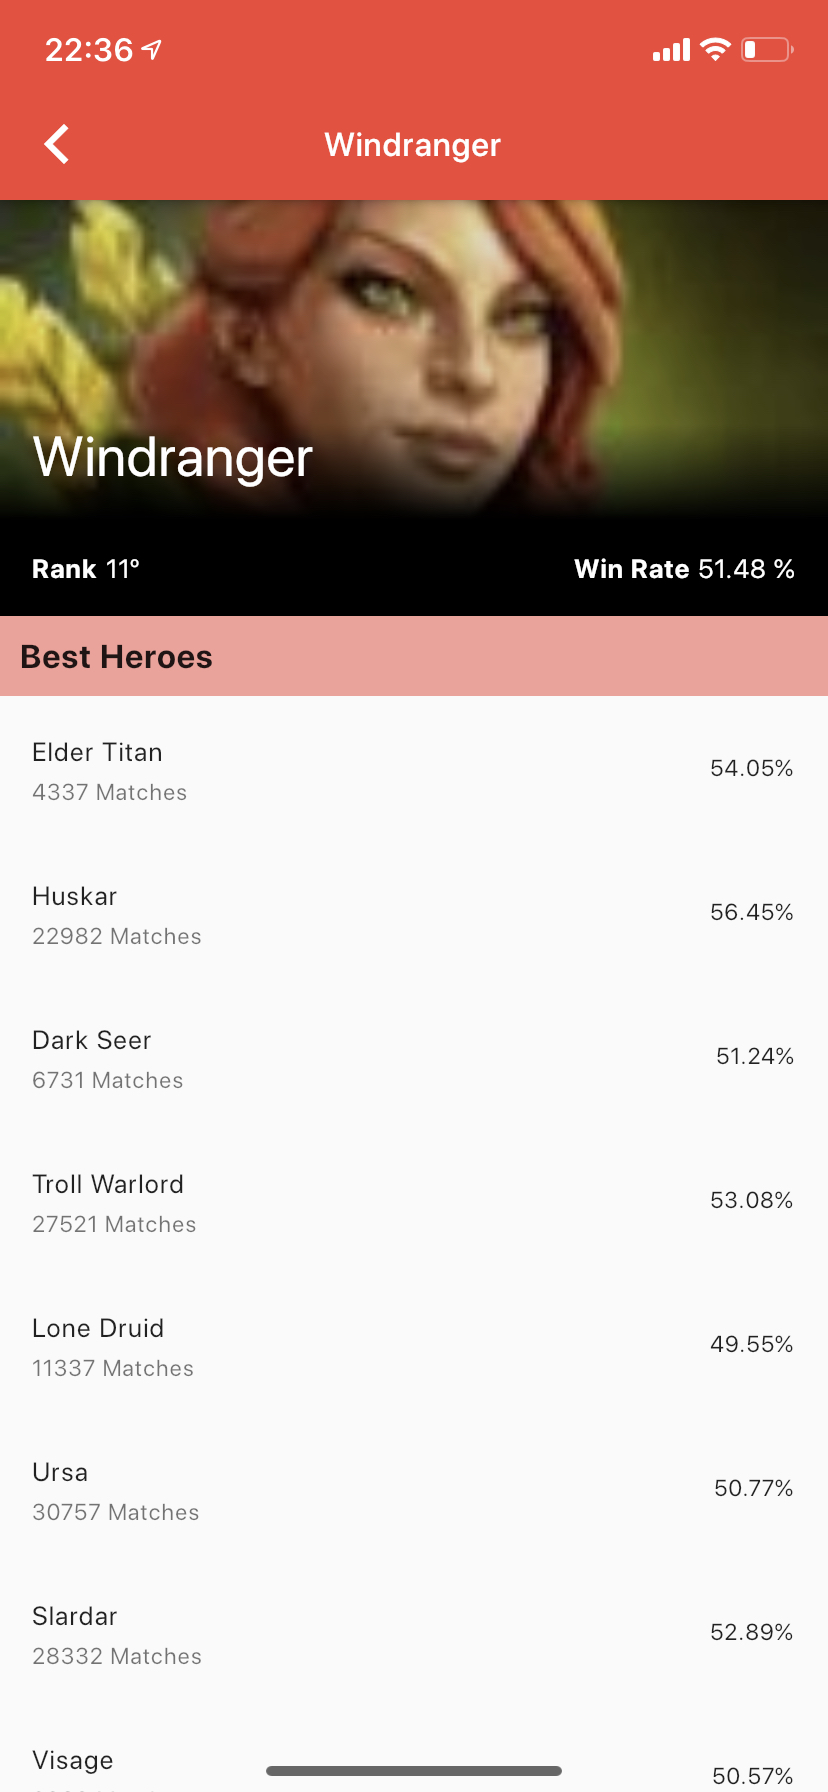 22:36
Windranger
Windranger
Rank 11°
Win Rate 51.48 %
Best Heroes
Elder Titan
54.05%
4337 Matches
Huskar
56.45%
22982 Matches
Dark Seer
51.24%
6731 Matches
Troll Warlord
53.08%
27521 Matches
Lone Druid
49.55%
11337 Matches
Ursa
50.77%
30757 Matches
Slardar
52.89%
28332 Matches
Visage
50.57%